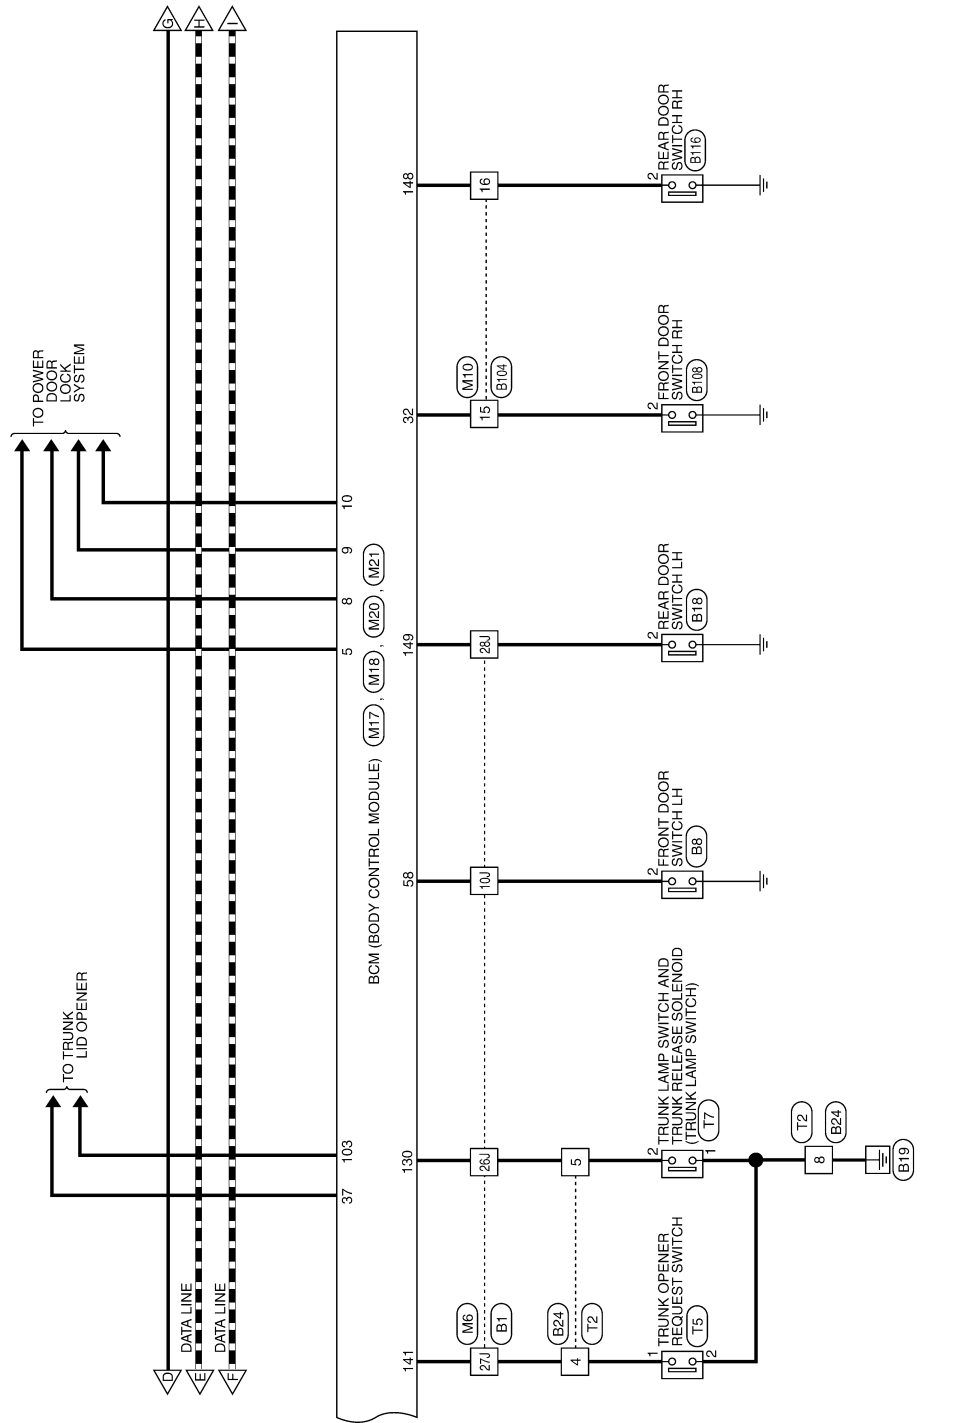 G
H
I
TO POWER
DOOR
LOCK
SYSTEM
TO TRUNK
LID OPENER
D
E
F
DATA LINE
DATA LINE
37
103
5
8
9
10
BCM (BODY CONTROL MODULE)
M17 , M18 , M20 , M21
141
130
58
149
32
148
27J
M6
B1
26J
10J
28J
15
M10
B104
16
4
B24
T2
5
1
TRUNK OPENER
REQUEST SWITCH
T5
2
2
TRUNK LAMP SWITCH AND
TRUNK RELEASE SOLENOID
(TRUNK LAMP SWITCH)
T7
1
2
FRONT DOOR
SWITCH LH
B8
2
REAR DOOR
SWITCH LH
B18
2
FRONT DOOR
SWITCH RH
B108
2
REAR DOOR
SWITCH RH
B116
8
T2
B24
B19